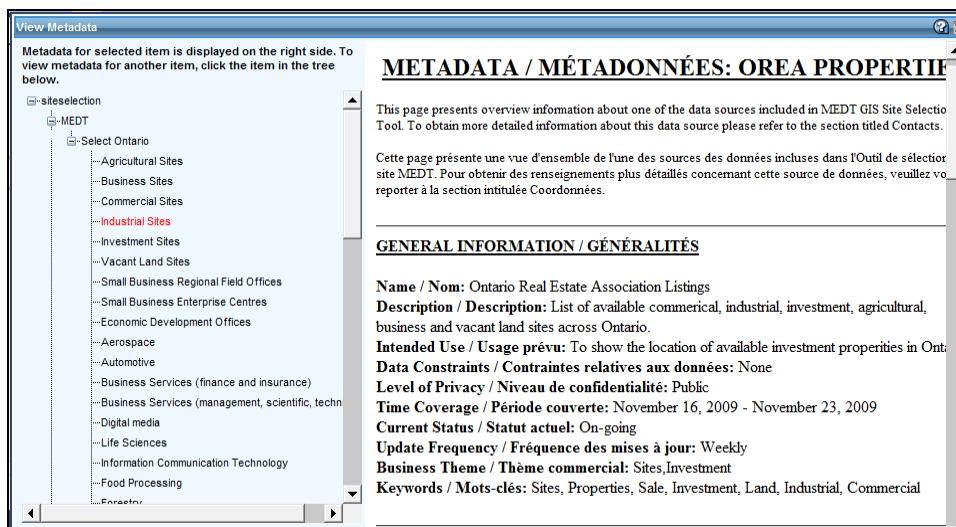 View Metadata
Metadata for selected item is displayed on the right side. To
view metadata for another item, click the item in the tree
below.
siteselection
MEDT
Select Ontario
Agricultural Sites
Business Sites
Commercial Sites
Industrial Sites
Investment Sites
Vacant Land Sites
Small Business Regional Field Offices
Small Business Enterprise Centres
Economic Development Offices
Aerospace
Automotive
Business Services (finance and insurance)
Business Services (management, scientific, techn
Digital media
Life Sciences
Information Communication Technology
Food Processing
Forestry
METADATA / MÉTADONNÉES: OREA PROPERTIE
This page presents overview information about one of the data sources included in MEDT GIS Site Selectio
Tool. To obtain more detailed information about this data source please refer to the section titled Contacts.
Cette page présente une vue d'ensemble de l'une des sources des données incluses dans l'Outil de sélection
site MEDT. Pour obtenir des renseignements plus détaillés concernant cette source de données, veuillez vo
reporter à la section intitulée Coordonnées.
GENERAL INFORMATION / GÉNÉRALITÉS
Name / Nom: Ontario Real Estate Association Listings
Description / Description: List of available commerical, industrial, investment, agricultural,
business and vacant land sites across Ontario.
Intended Use / Usage prévu: To show the location of available investment properities in Onta
Data Constraints / Contraintes relatives aux données: None
Level of Privacy / Niveau de confidentialité: Public
Time Coverage / Période couverte: November 16, 2009 - November 23, 2009
Current Status / Statut actuel: On-going
Update Frequency / Fréquence des mises à jour: Weekly
Business Theme / Thème commercial: Sites,Investment
Keywords / Mots-clés: Sites, Properties, Sale, Investment, Land, Industrial, Commercial